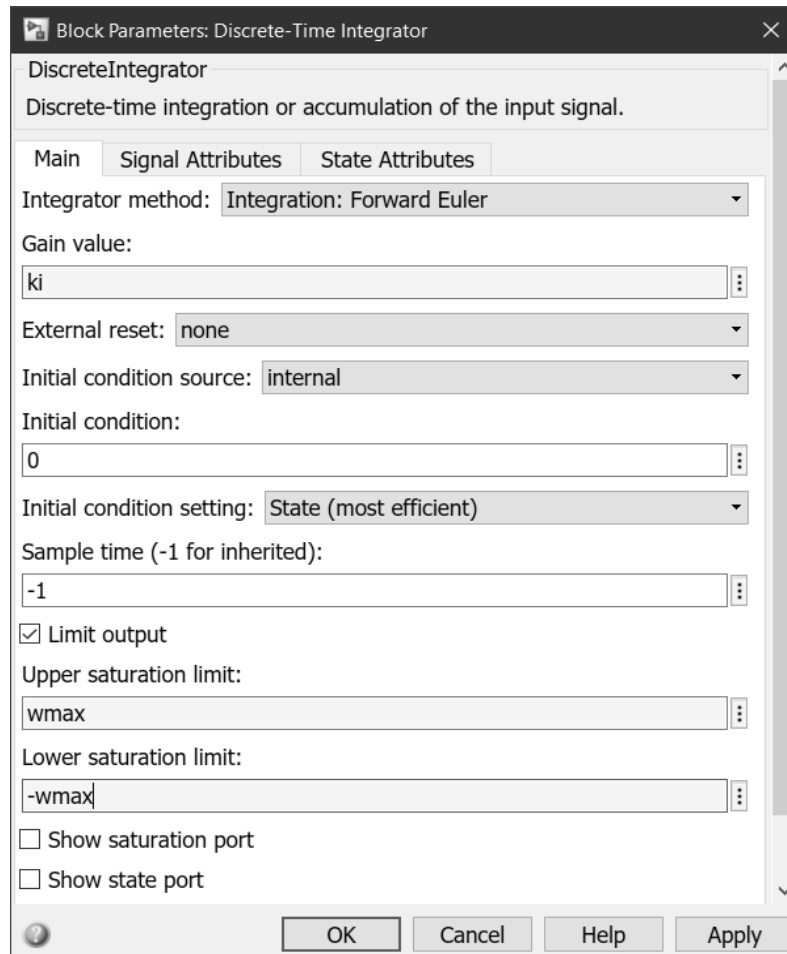 Block Parameters: Discrete-Time Integrator
DiscreteIntegrator
Discrete-time integration or accumulation of the input signal.
Main Signal Attributes State Attributes
Integrator method: Integration: Forward Euler
Gain value:
ki
External reset: none
Initial condition source: internal
Initial condition:
0
Initial condition setting: State (most efficient)
Sample time (-1 for inherited):
-1
Limit output
Upper saturation limit:
wmax
Lower saturation limit:
-wmax
Show saturation port
Show state port
OK Cancel Help Apply